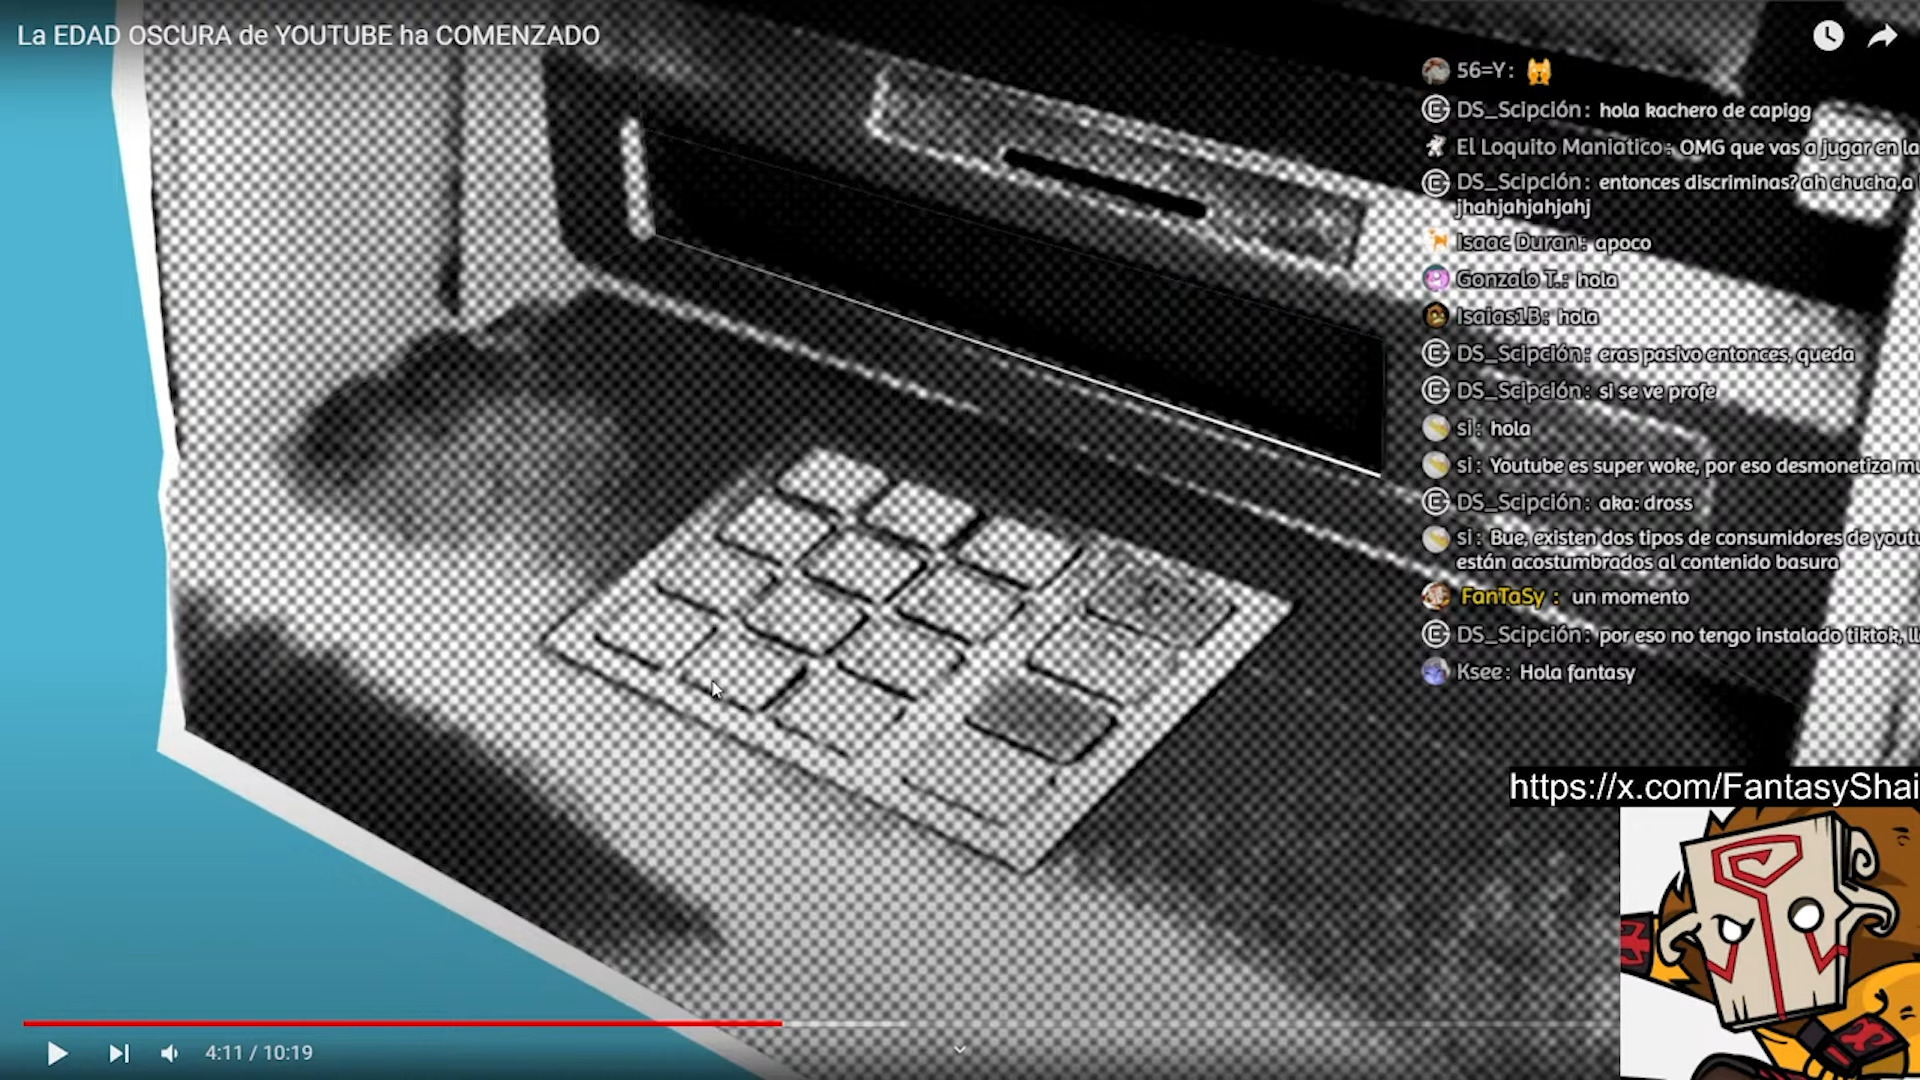 La EDAD OSCURA de YOUTUBE ha COMENZADO
56=Y:
DS_Scipción: hola kachero de capigg
El Loquito Maniatico: OMG que vas a jugar en la
DS_Scipción: entonces discriminas? ah chucha,a
jhahjahjahjahj
Isaac Duran: apoco
Gonzalo T.: hola
Isaias1B: hola
DS_Scipción: eras pasivo entonces, queda
DS_Scipción: si se ve profe
si: hola
si: Youtube es super woke, por eso desmonetiza mu
DS_Scipción: aka: dross
si: Bue, existen dos tipos de consumidores de youtu
están acostumbrados al contenido basura
FanTaSy: un momento
DS_Scipción: por eso no tengo instalado tiktok, ll
Ksee: Hola fantasy
https://x.com/FantasyShai
4:11 / 10:19